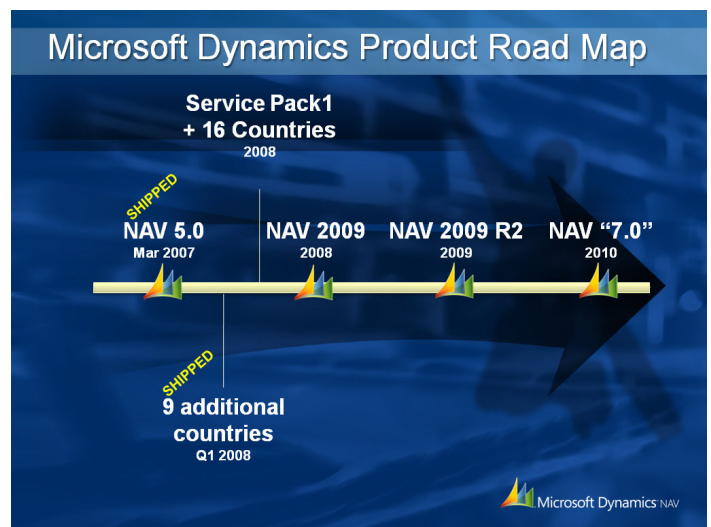 Microsoft Dynamics Product Road Map
Service Pack1
+ 16 Countries
2008
SHIPPED
NAV 5.0
Mar 2007
NAV 2009
2008
NAV 2009 R2
2009
NAV “7.0”
2010
SHIPPED
9 additional
countries
Q1 2008
Microsoft Dynamics NAV